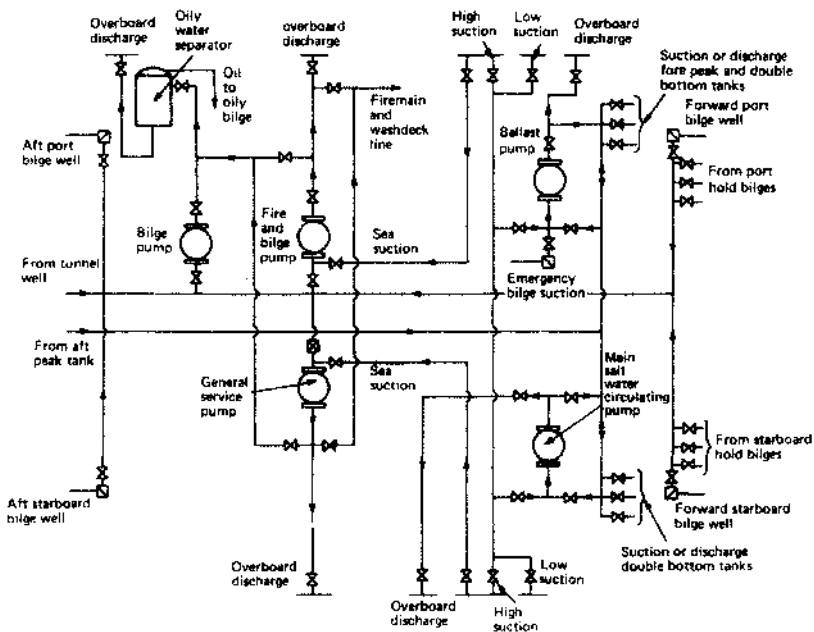 Overboard
discharge
Oily
water
separator
Oil
to
oily
bilge
overboard
discharge
Firemain
and
washdeck
line
High
suction
Low
suction
Overboard
discharge
Suction or discharge
fore peak and double
bottom tanks
Forward port
bilge well
Aft port
bilge well
Ballast
pump
From port
hold bilges
Bilge
pump
Fire
and
bilge
pump
Sea
suction
From tunnel
well
Emergency
bilge suction
From aft
peak tank
General
service
pump
Sea
suction
Main
salt
water
circulating
pump
From starboard
hold bilges
Aft starboard
bilge well
Forward starboard
bilge well
Suction or discharge
double bottom tanks
Overboard
discharge
Overboard
discharge
High
suction
Low
suction